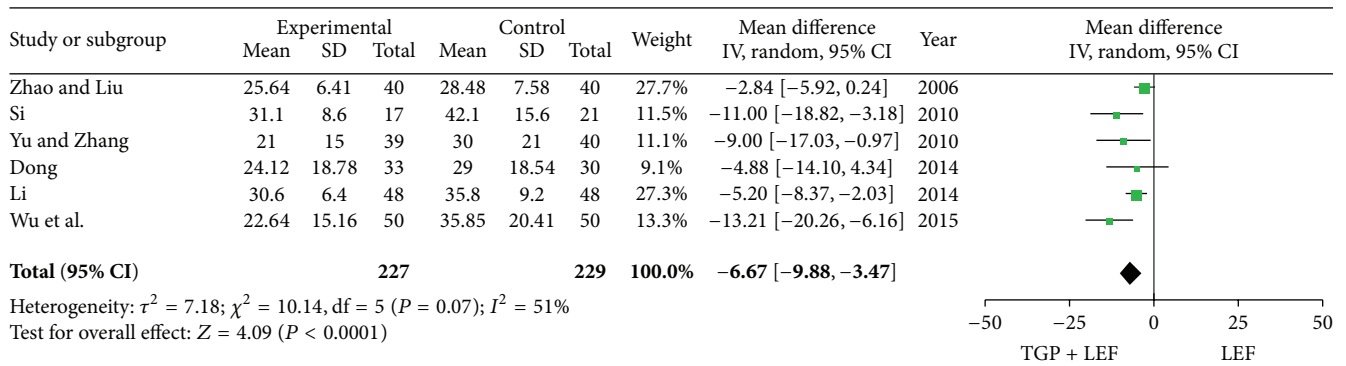 Study or subgroup Experimental Control Weight Mean difference Year Mean difference
Mean SD Total Mean SD Total IV, random, 95% CI IV, random, 95% CI
Zhao and Liu 25.64 6.41 40 28.48 7.58 40 27.7% −2.84 [−5.92, 0.24] 2006
Si 31.1 8.6 17 42.1 15.6 21 11.5% −11.00 [−18.82, −3.18] 2010
Yu and Zhang 21 15 39 30 21 40 11.1% −9.00 [−17.03, −0.97] 2010
Dong 24.12 18.78 33 29 18.54 30 9.1% −4.88 [−14.10, 4.34] 2014
Li 30.6 6.4 48 35.8 9.2 48 27.3% −5.20 [−8.37, −2.03] 2014
Wu et al. 22.64 15.16 50 35.85 20.41 50 13.3% −13.21 [−20.26, −6.16] 2015
Total (95% CI) 227 229 100.0% −6.67 [−9.88, −3.47]
Heterogeneity: τ² = 7.18; χ² = 10.14, df = 5 (P = 0.07); I² = 51%
Test for overall effect: Z = 4.09 (P < 0.0001)
−50 −25 0 25 50
TGP + LEF LEF